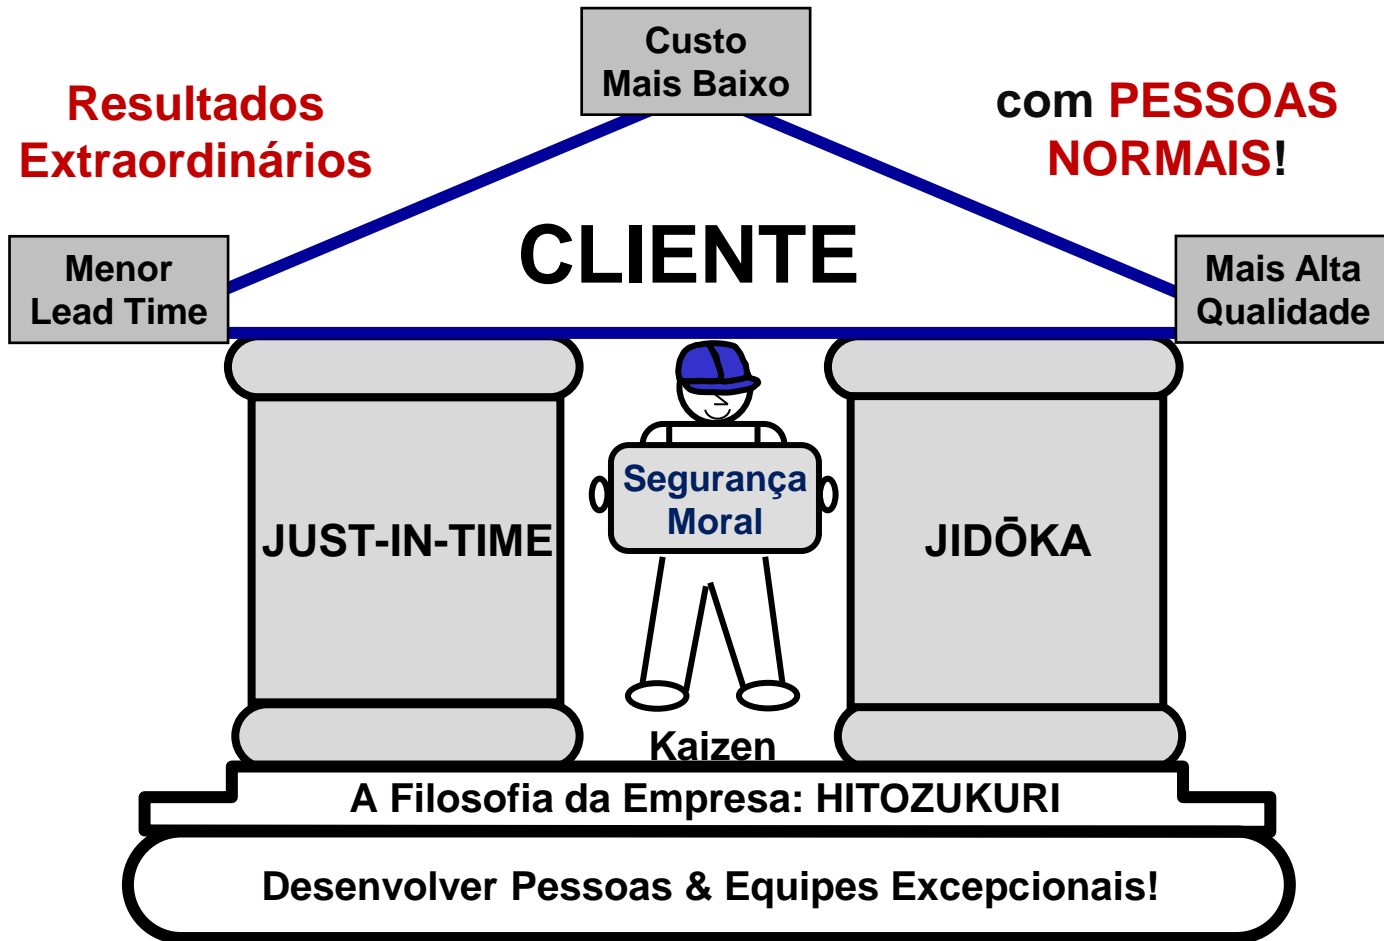 Custo
Mais Baixo
Resultados
Extraordinários
com PESSOAS
NORMAIS!
CLIENTE
Menor
Lead Time
Mais Alta
Qualidade
Segurança
Moral
JUST-IN-TIME
JIDŌKA
Kaizen
A Filosofia da Empresa: HITOZUKURI
Desenvolver Pessoas & Equipes Excepcionais!